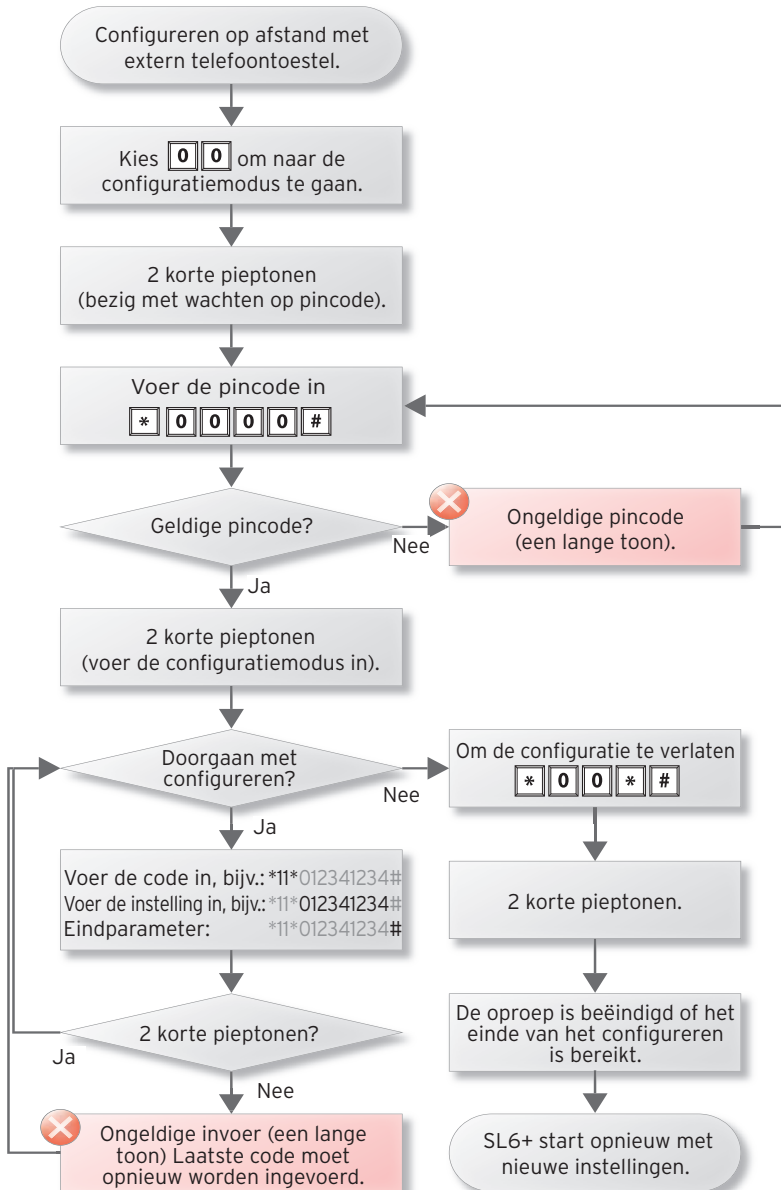 Configureren op afstand met
extern telefoontoestel.
Kies 0 0 om naar de
configuratiemodus te gaan.
2 korte pieptonen
(bezig met wachten op pincode).
Voer de pincode in
* 0 0 0 0 #
Geldige pincode?
Nee
Ongeldige pincode
(een lange toon).
Ja
2 korte pieptonen
(voer de configuratiemodus in).
Doorgaan met
configureren?
Nee
Om de configuratie te verlaten
* 0 0 * #
Ja
Voer de code in, bijv.: *11*012341234#
Voer de instelling in, bijv.: *11*012341234#
Eindparameter: *11*012341234#
2 korte pieptonen.
2 korte pieptonen?
Ja
Nee
De oproep is beëindigd of het
einde van het configureren
is bereikt.
Ongeldige invoer (een lange
toon) Laatste code moet
opnieuw worden ingevoerd.
SL6+ start opnieuw met
nieuwe instellingen.